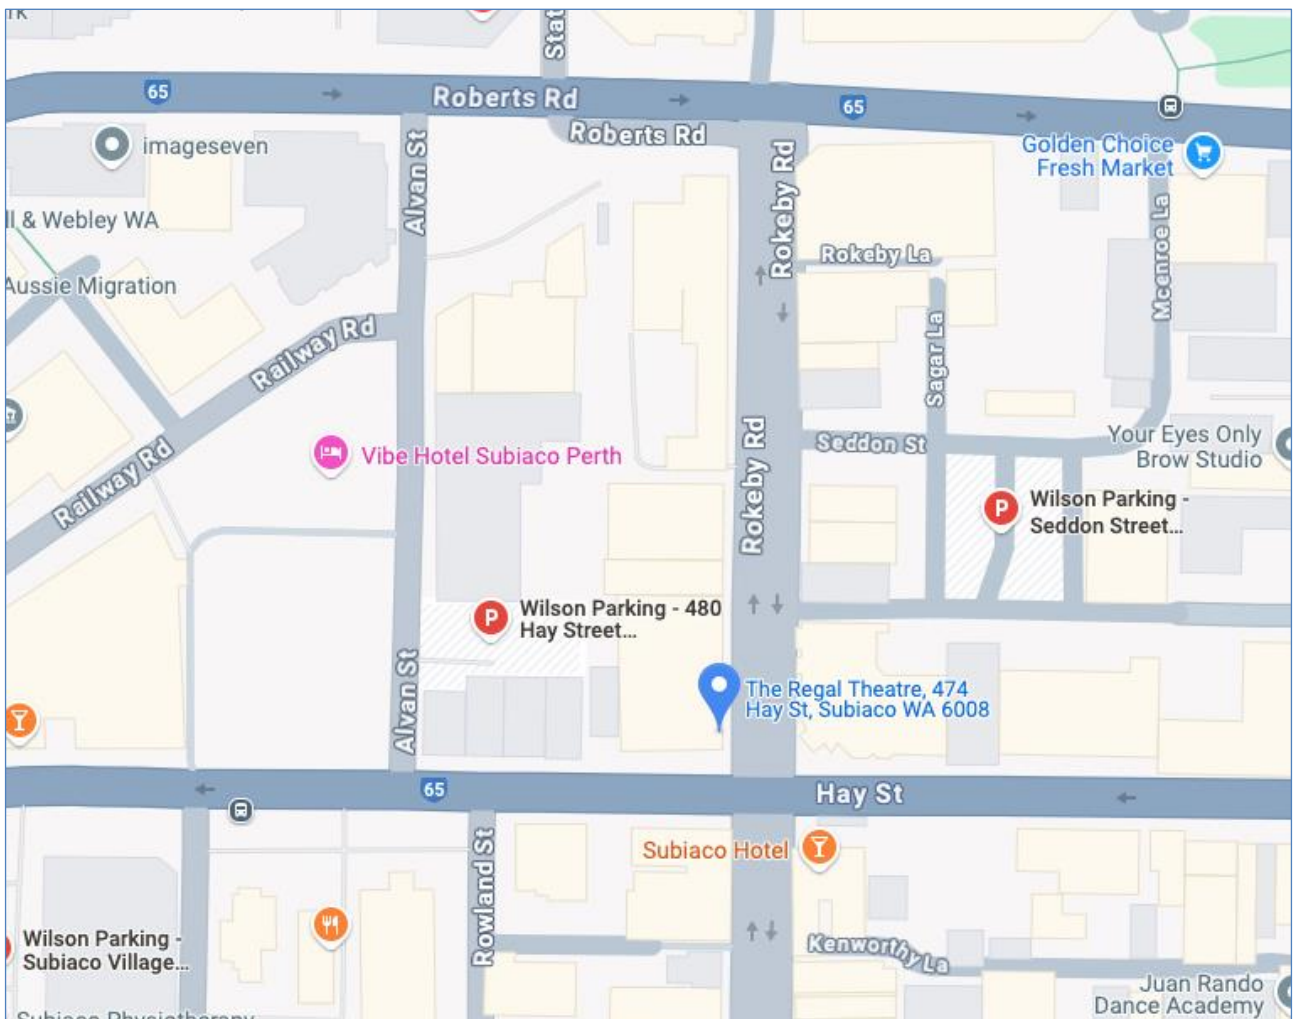 Stat
65
Roberts Rd
65
Roberts Rd
imageseven
Alvan St
Rokeby Rd
Golden Choice
Fresh Market
ll & Webley WA
Rokeby La
Mcenroe La
Aussie Migration
Railway Rd
Sagar La
Railway Rd
Vibe Hotel Subiaco Perth
Rokeby Rd
Seddon St
Your Eyes Only
Brow Studio
P
Wilson Parking -
Seddon Street...
P
Wilson Parking - 480
Hay Street...
Alvan St
The Regal Theatre, 474
Hay St, Subiaco WA 6008
65
Hay St
Subiaco Hotel
Rowland St
Wilson Parking -
Subiaco Village...
Kenworthy La
Juan Rando
Dance Academy
Subiaco Physiotherapy